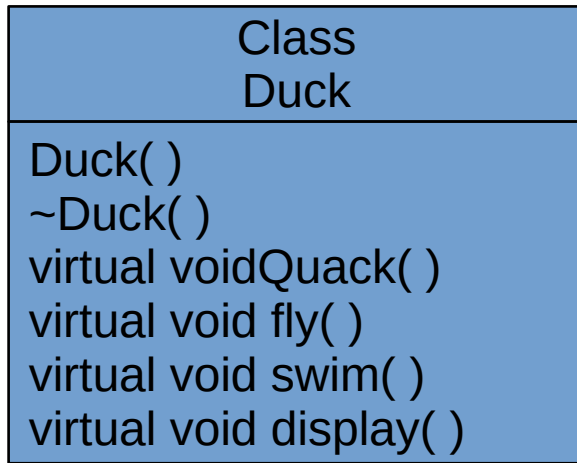 Class
Duck
Duck( )
~Duck( )
virtual voidQuack( )
virtual void fly( )
virtual void swim( )
virtual void display( )